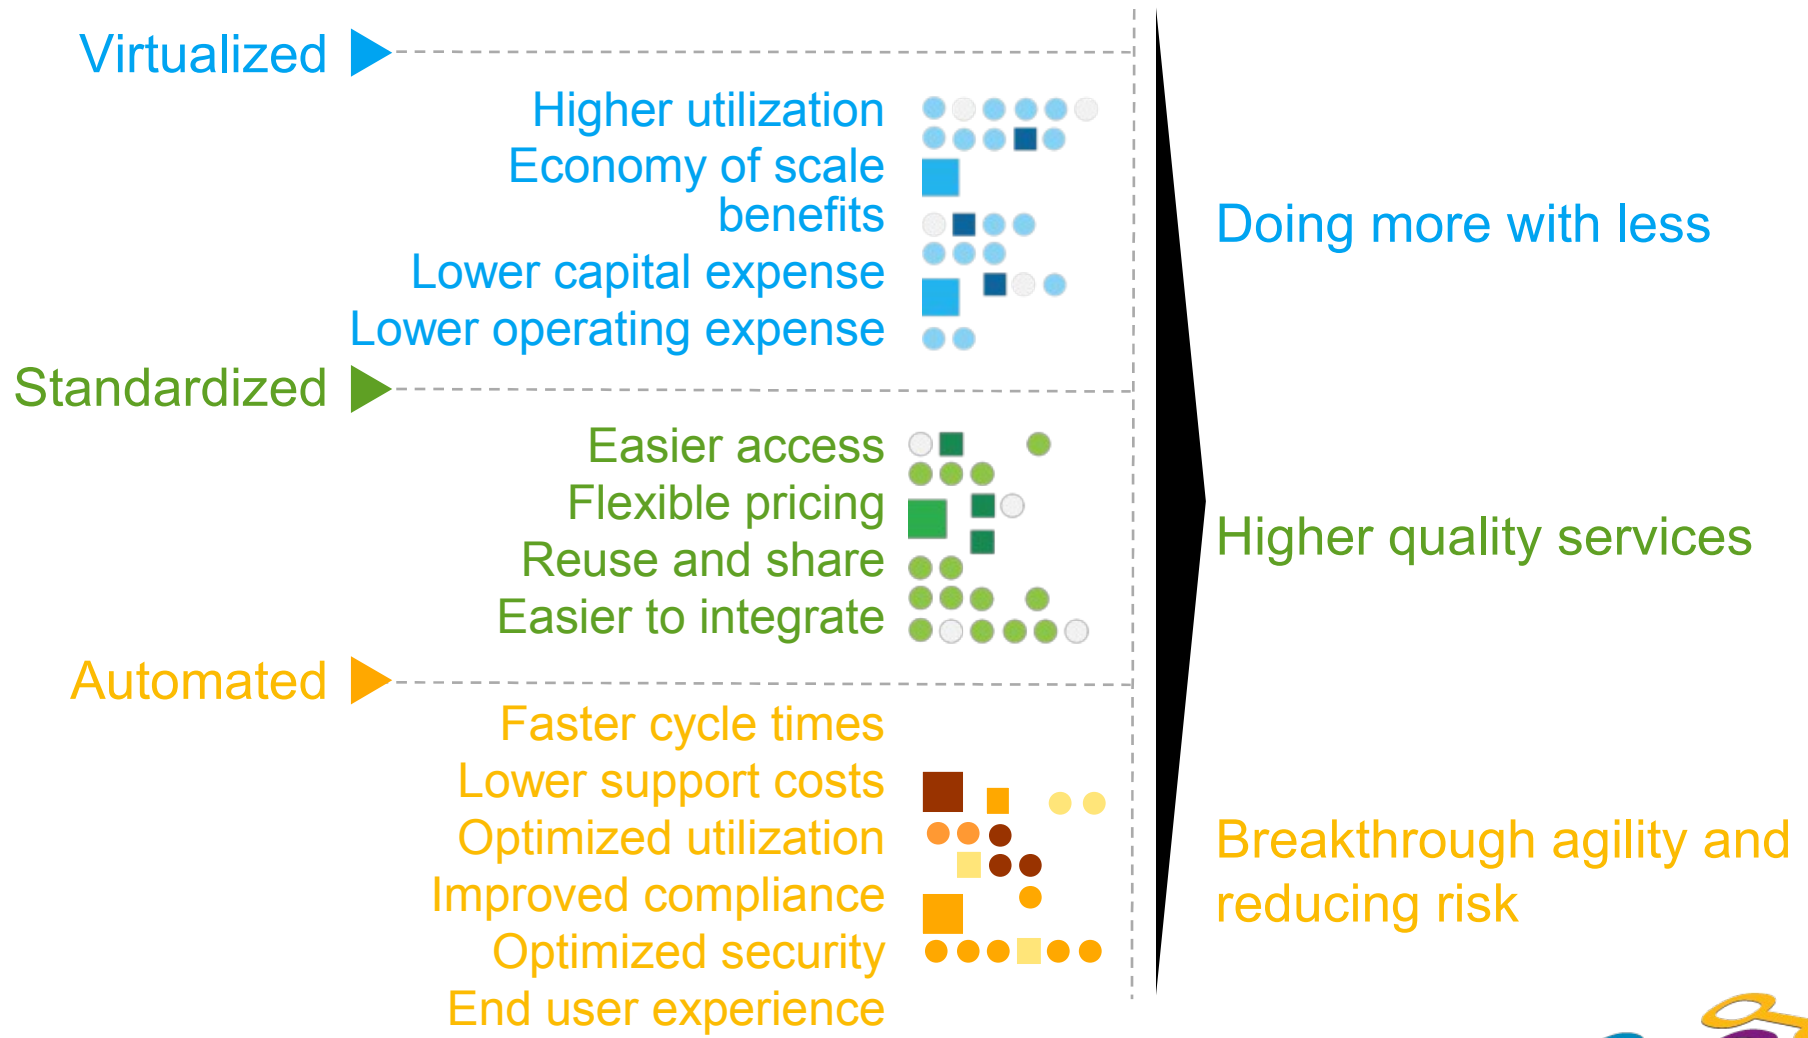 Virtualized
Higher utilization
Economy of scale
benefits
Lower capital expense
Lower operating expense
Doing more with less
Standardized
Easier access
Flexible pricing
Reuse and share
Easier to integrate
Higher quality services
Automated
Faster cycle times
Lower support costs
Optimized utilization
Improved compliance
Optimized security
End user experience
Breakthrough agility and
reducing risk